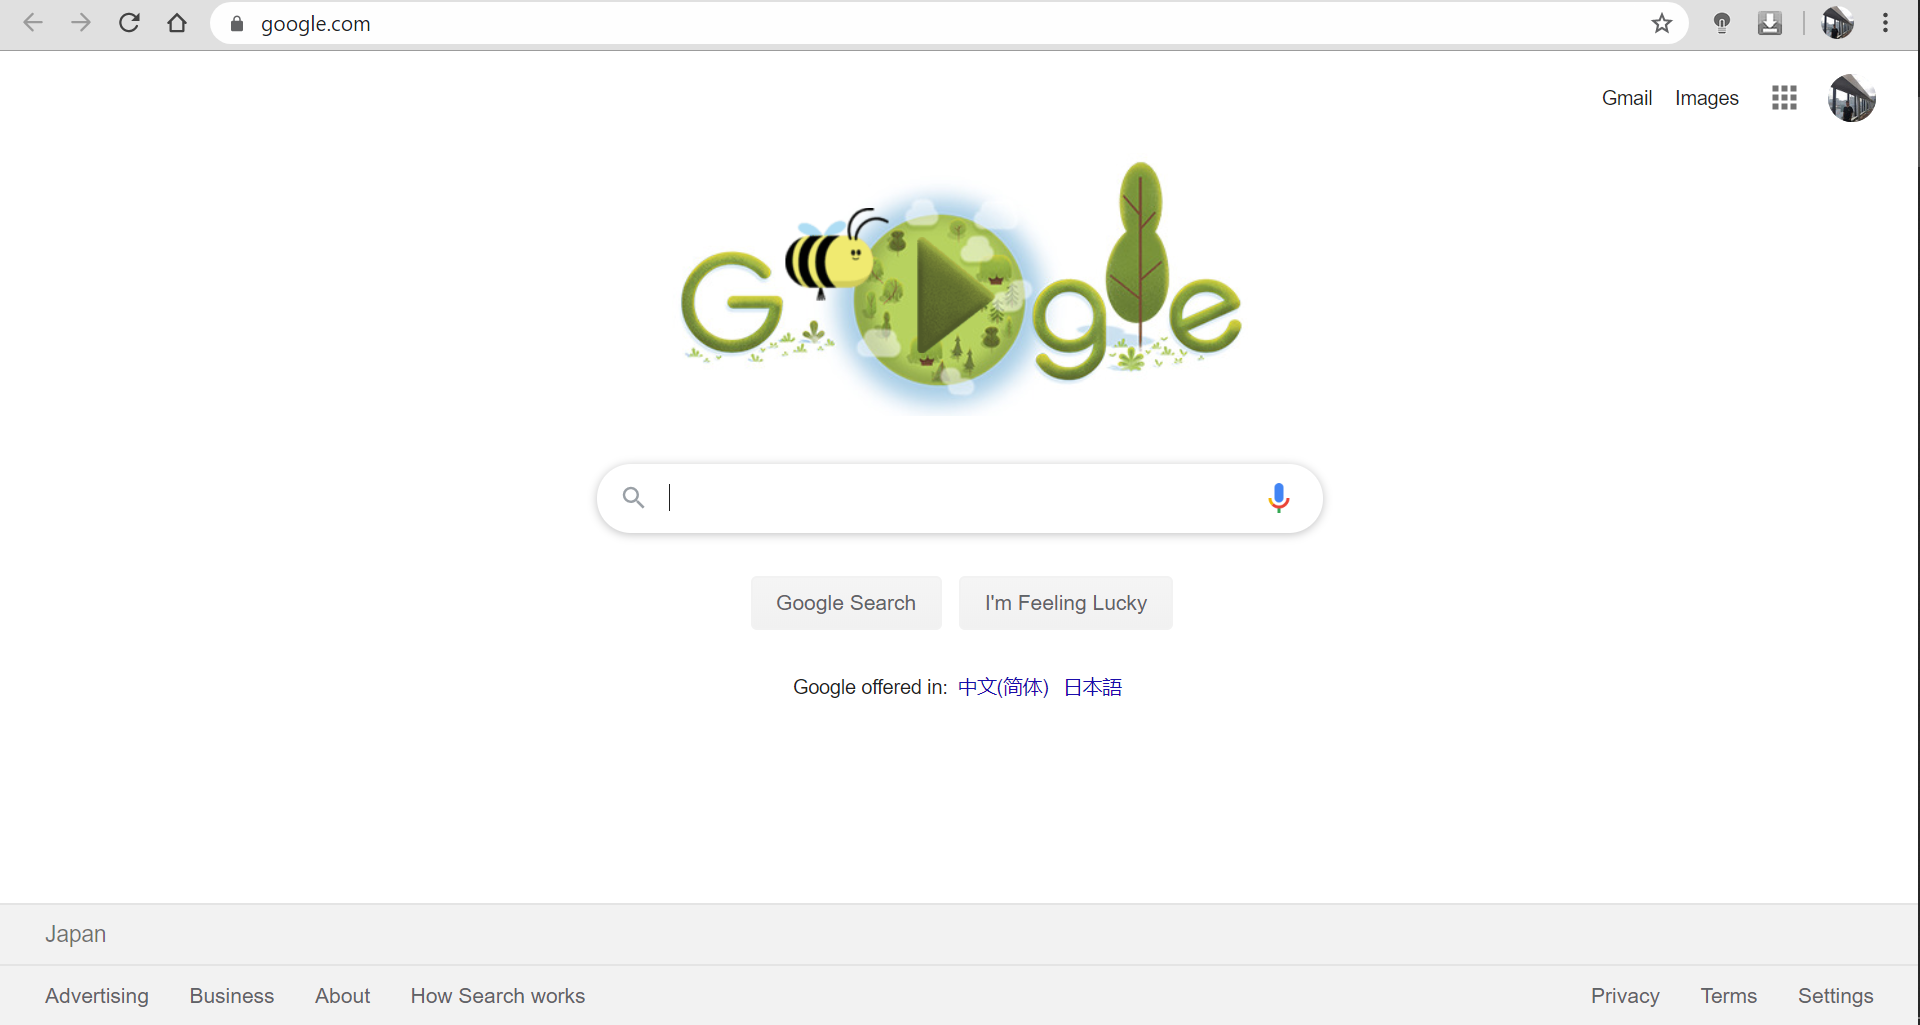 google.com
Gmail Images
Google
Google Search I'm Feeling Lucky
Google offered in: 中文(简体) 日本語
Japan
Advertising Business About How Search works Privacy Terms Settings